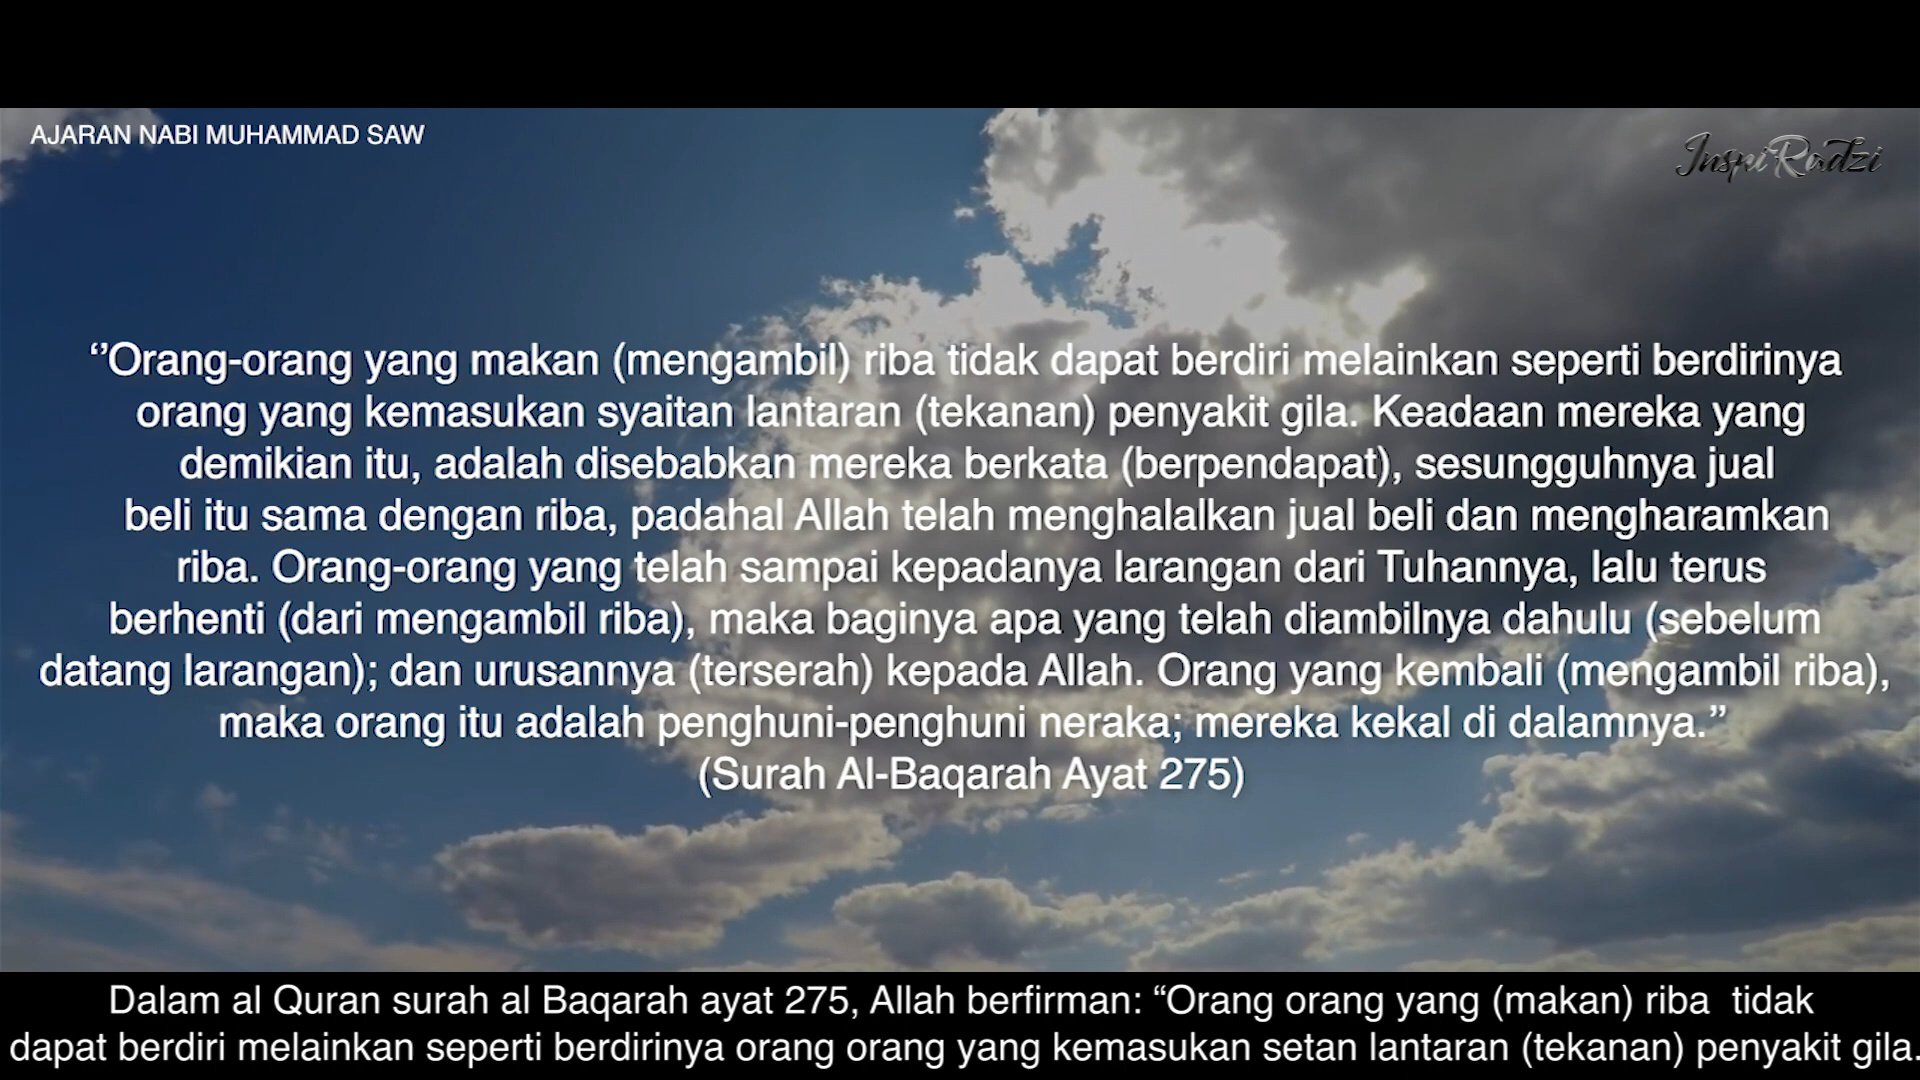 AJARAN NABI MUHAMMAD SAW
InspiRadzi
‘’Orang-orang yang makan (mengambil) riba tidak dapat berdiri melainkan seperti berdirinya
orang yang kemasukan syaitan lantaran (tekanan) penyakit gila. Keadaan mereka yang
demikian itu, adalah disebabkan mereka berkata (berpendapat), sesungguhnya jual
beli itu sama dengan riba, padahal Allah telah menghalalkan jual beli dan mengharamkan
riba. Orang-orang yang telah sampai kepadanya larangan dari Tuhannya, lalu terus
berhenti (dari mengambil riba), maka baginya apa yang telah diambilnya dahulu (sebelum
datang larangan); dan urusannya (terserah) kepada Allah. Orang yang kembali (mengambil riba),
maka orang itu adalah penghuni-penghuni neraka; mereka kekal di dalamnya.”
(Surah Al-Baqarah Ayat 275)
Dalam al Quran surah al Baqarah ayat 275, Allah berfirman: “Orang orang yang (makan) riba  tidak
dapat berdiri melainkan seperti berdirinya orang orang yang kemasukan setan lantaran (tekanan) penyakit gila.